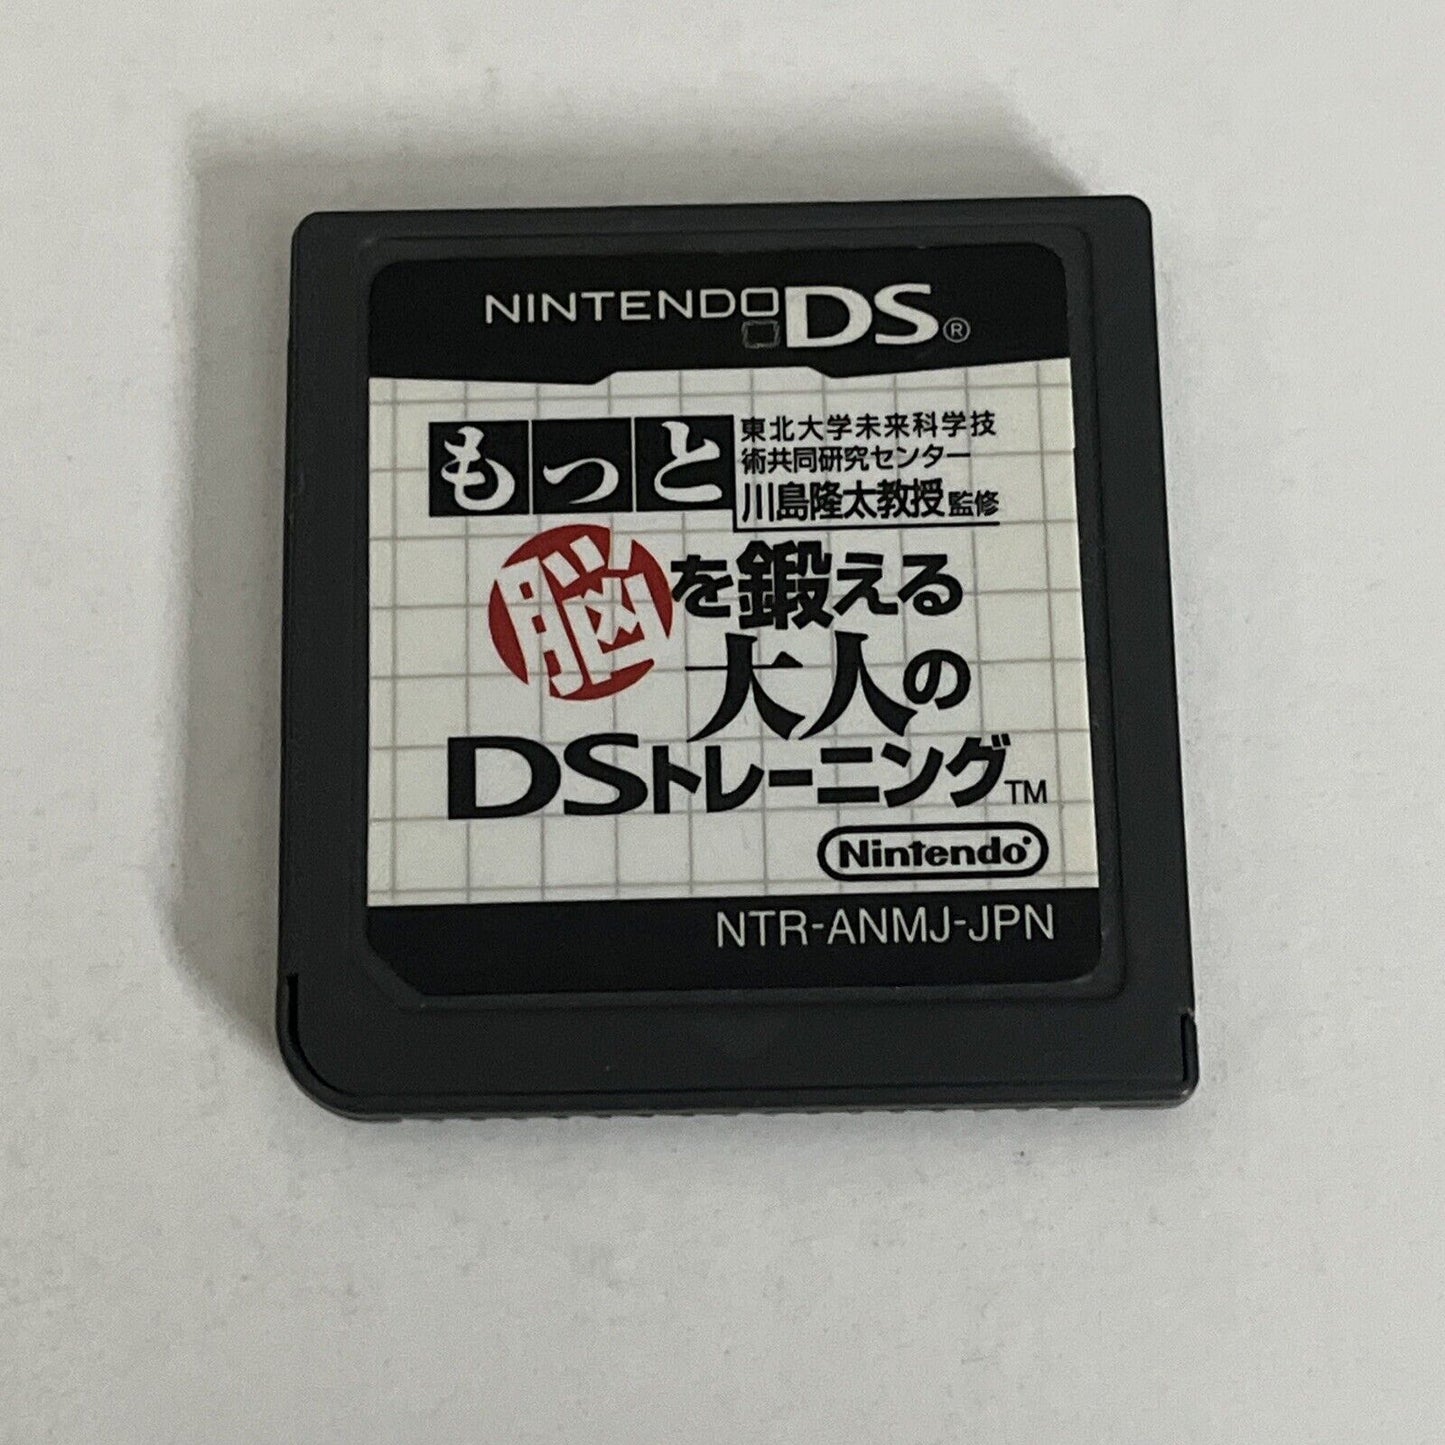 NINTENDO DS®
もっと
東北大学未来科学技
術共同研究センター
川島隆太教授監修
脳を鍛える
大人の
DSトレーニング™
Nintendo®
NTR-ANMJ-JPN